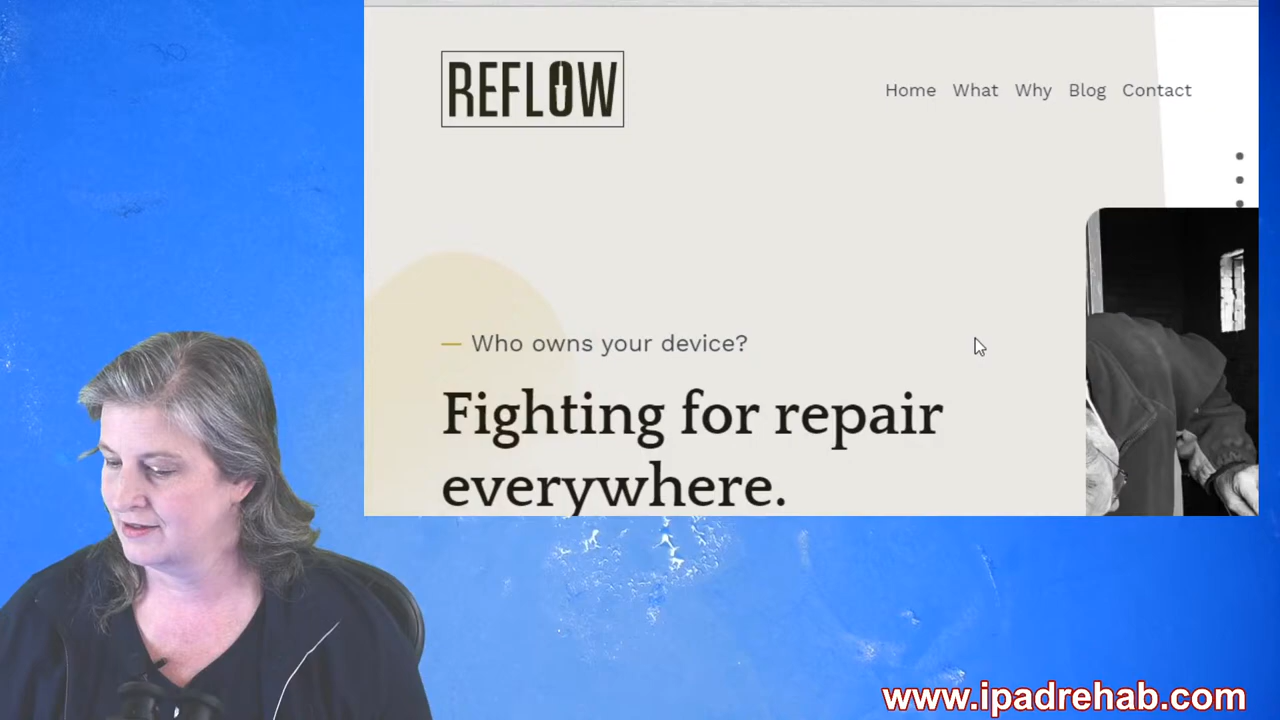 REFLOW
Home What Why Blog Contact
— Who owns your device?
Fighting for repair
everywhere.
www.ipadrehab.com